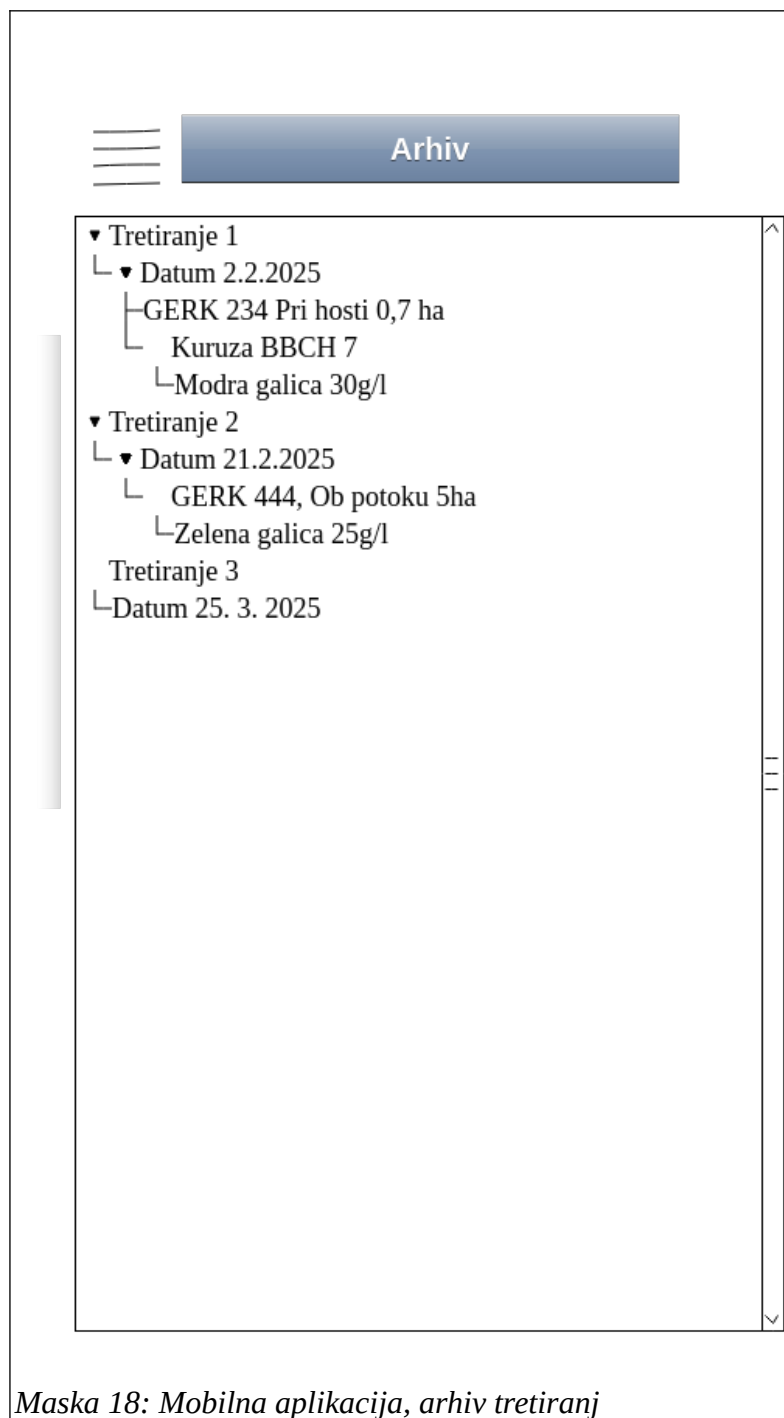 Arhiv
Tretiranje 1
Datum 2.2.2025
GERK 234 Pri hosti 0,7 ha
Kuruza BBCH 7
Modra galica 30g/l
Tretiranje 2
Datum 21.2.2025
GERK 444, Ob potoku 5ha
Zelena galica 25g/l
Tretiranje 3
Datum 25. 3. 2025
Maska 18: Mobilna aplikacija, arhiv tretiranj